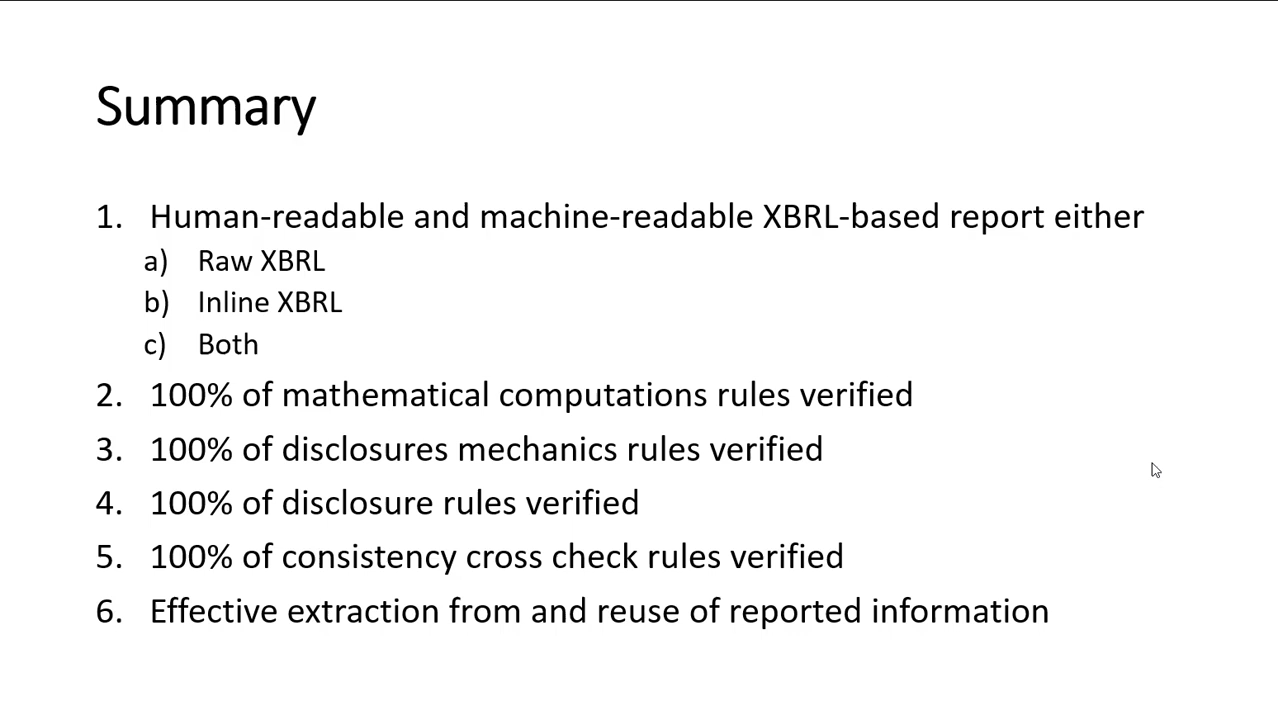 Summary
1. Human-readable and machine-readable XBRL-based report either
a) Raw XBRL
b) Inline XBRL
c) Both
2. 100% of mathematical computations rules verified
3. 100% of disclosures mechanics rules verified
4. 100% of disclosure rules verified
5. 100% of consistency cross check rules verified
6. Effective extraction from and reuse of reported information